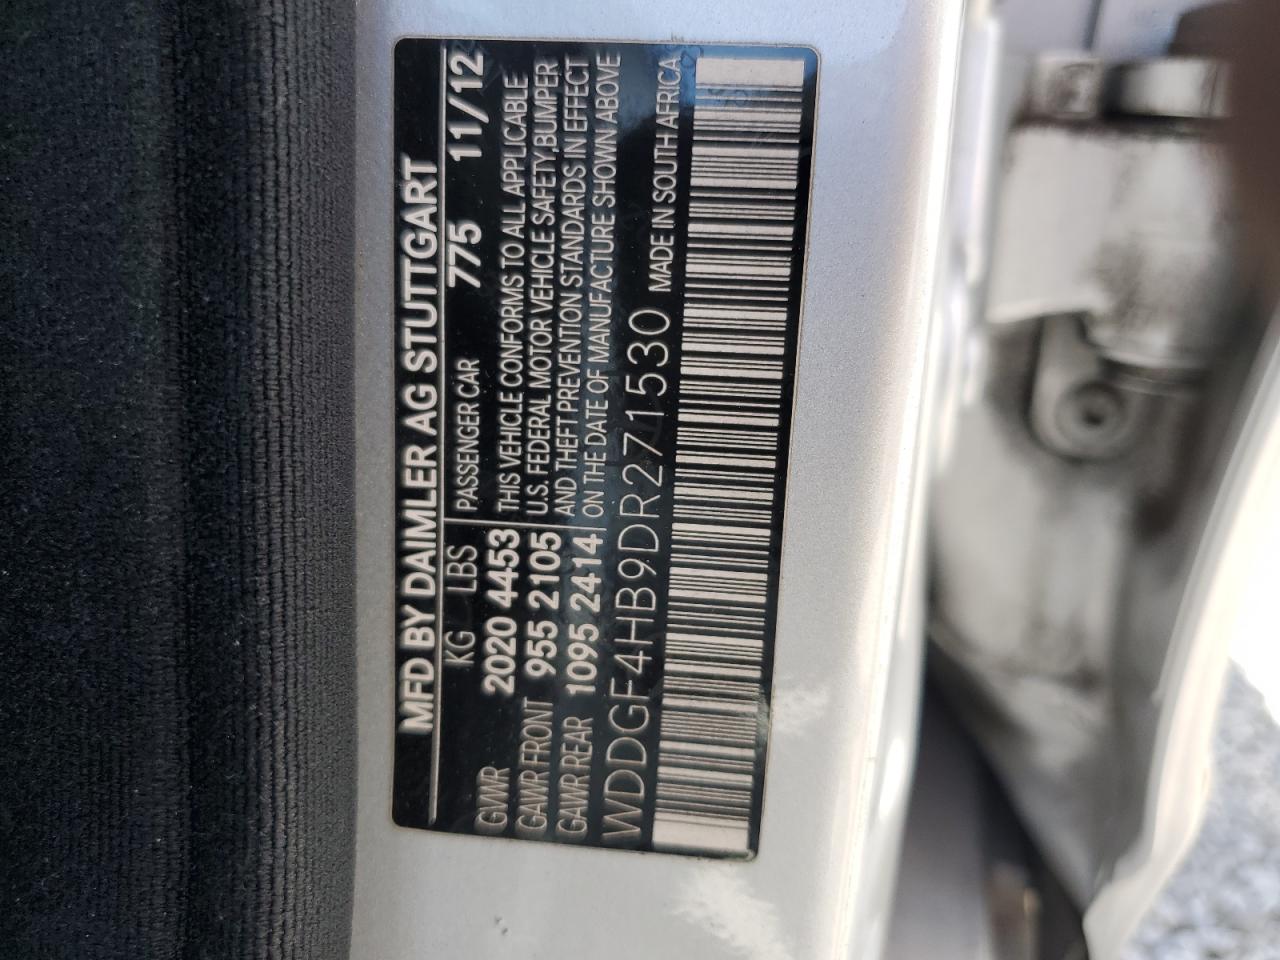 MFD BY DAIMLER AG STUTTGART
KG LBS PASSENGER CAR 775 11/12
GVWR 2020 4453 THIS VEHICLE CONFORMS TO ALL APPLICABLE
GAWR FRONT 955 2105 U.S. FEDERAL MOTOR VEHICLE SAFETY,BUMPER
GAWR REAR 1095 2414 AND THEFT PREVENTION STANDARDS IN EFFECT
ON THE DATE OF MANUFACTURE SHOWN ABOVE
WDDGF4HB9DR271530 MADE IN SOUTH AFRICA